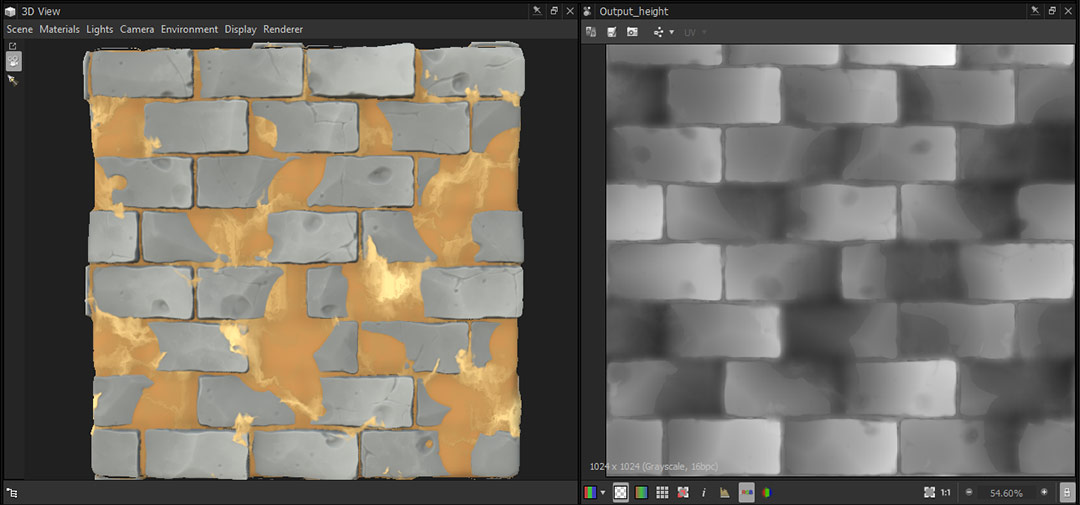 3D View
Scene Materials Lights Camera Environment Display Renderer
Output_height
UV
1024 x 1024 (Grayscale, 16bpc)
i
RGB
1:1
54.60%